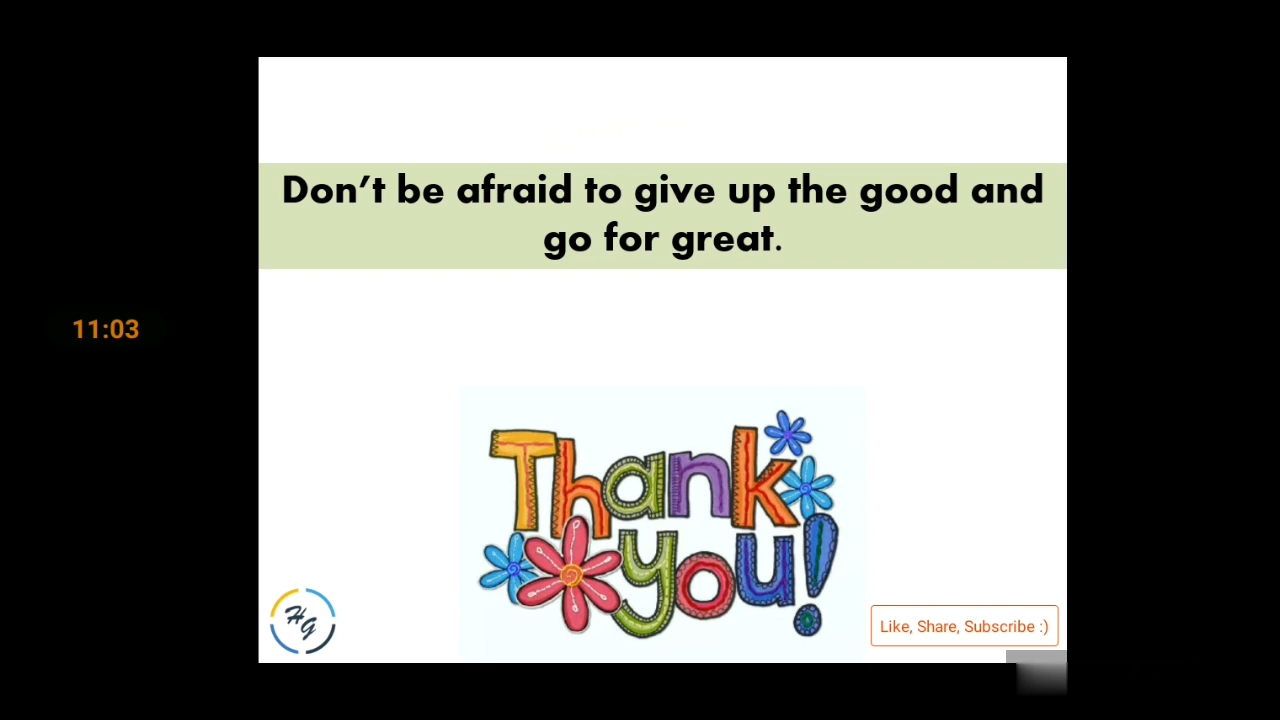 Don’t be afraid to give up the good and
go for great.
11:03
Thank
you!
HG
Like, Share, Subscribe :)